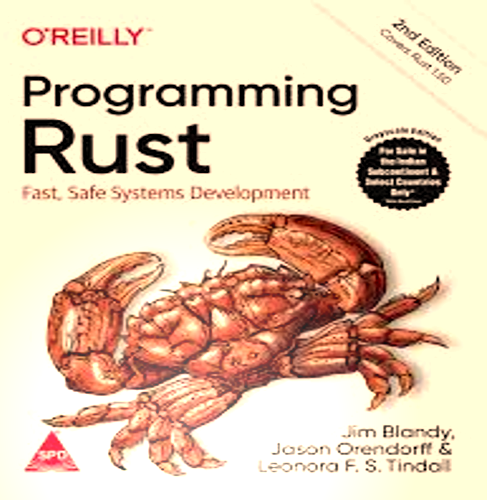 O'REILLY™
2nd Edition
Covers Rust 1.50
Programming
Rust
Fast, Safe Systems Development
Grayscale Edition
For Sale in
the Indian
Subcontinent &
Select Countries
Only*
Jim Blandy,
Jason Orendorff &
Leonora F. S. Tindall
SPD